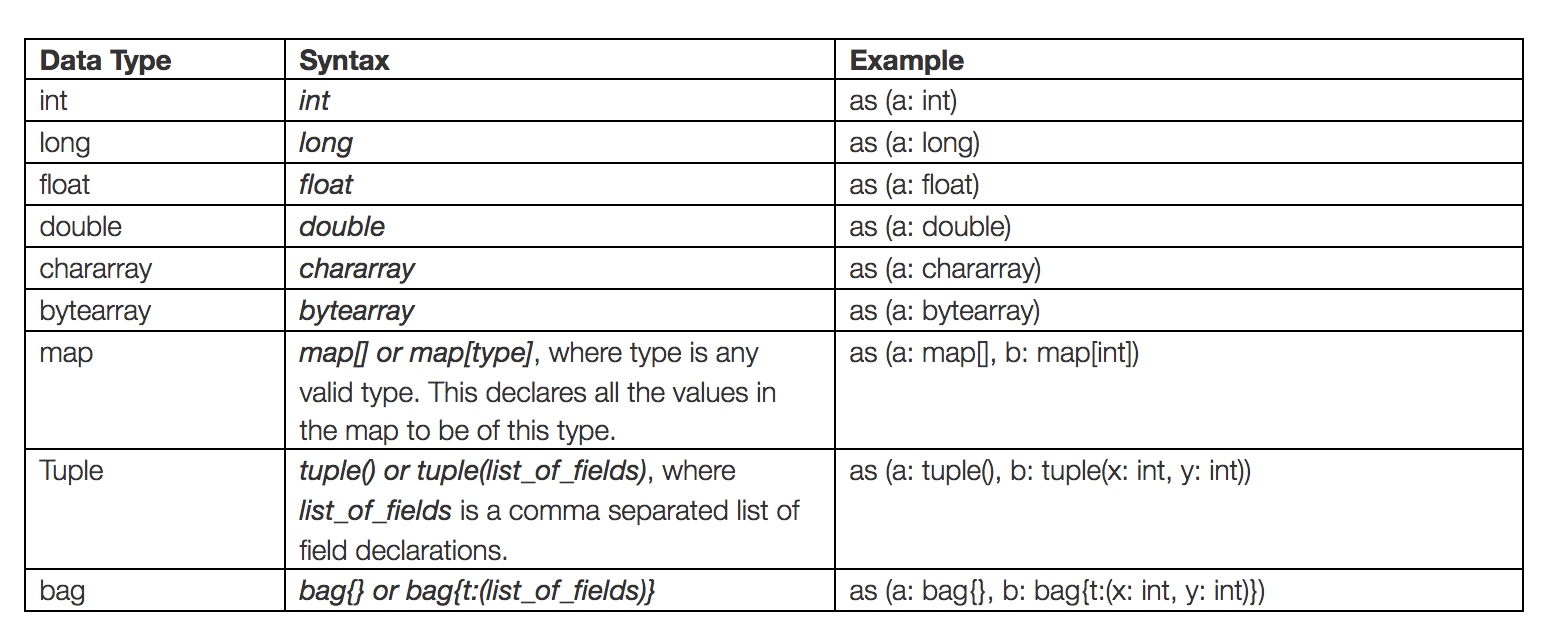 Data Type Syntax Example
int int as (a: int)
long long as (a: long)
float float as (a: float)
double double as (a: double)
chararray chararray as (a: chararray)
bytearray bytearray as (a: bytearray)
map map[] or map[type], where type is any as (a: map[], b: map[int])
valid type. This declares all the values in
the map to be of this type.
Tuple tuple() or tuple(list_of_fields), where as (a: tuple(), b: tuple(x: int, y: int))
list_of_fields is a comma separated list of
field declarations.
bag bag{} or bag{t:(list_of_fields)} as (a: bag{}, b: bag{t:(x: int, y: int)})